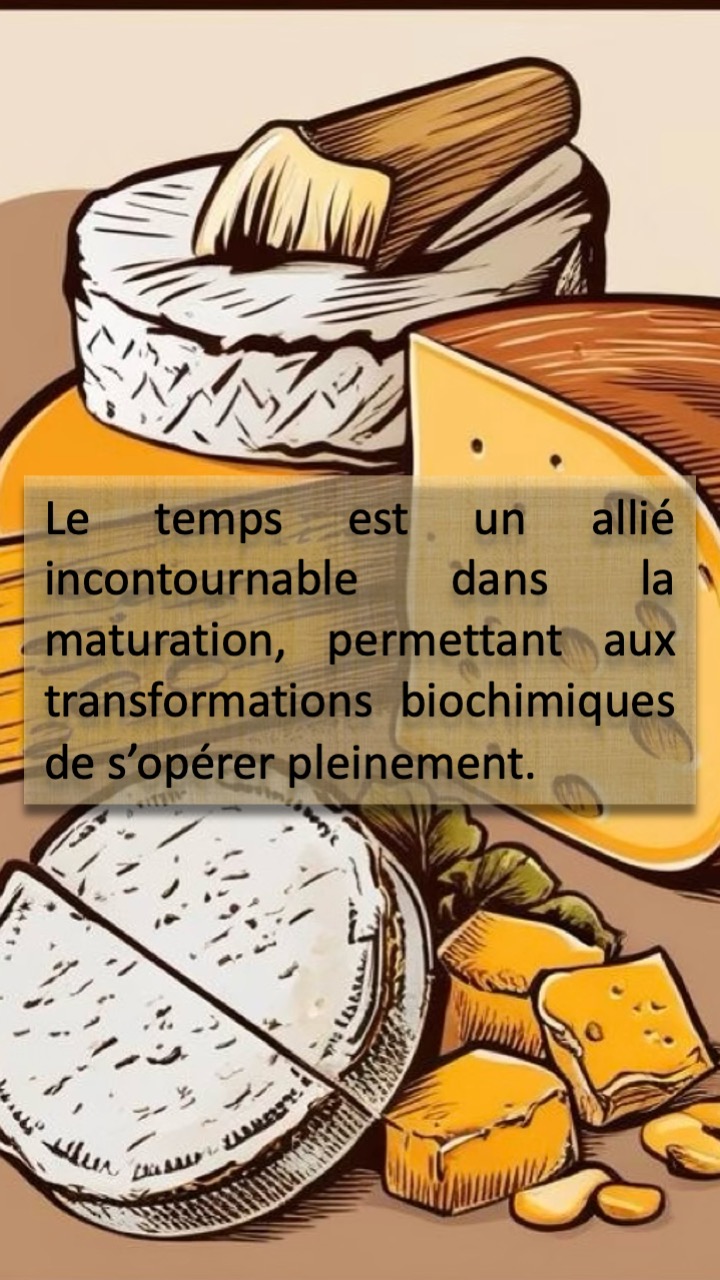 Le temps est un allié
incontournable dans la
maturation, permettant aux
transformations biochimiques
de s’opérer pleinement.